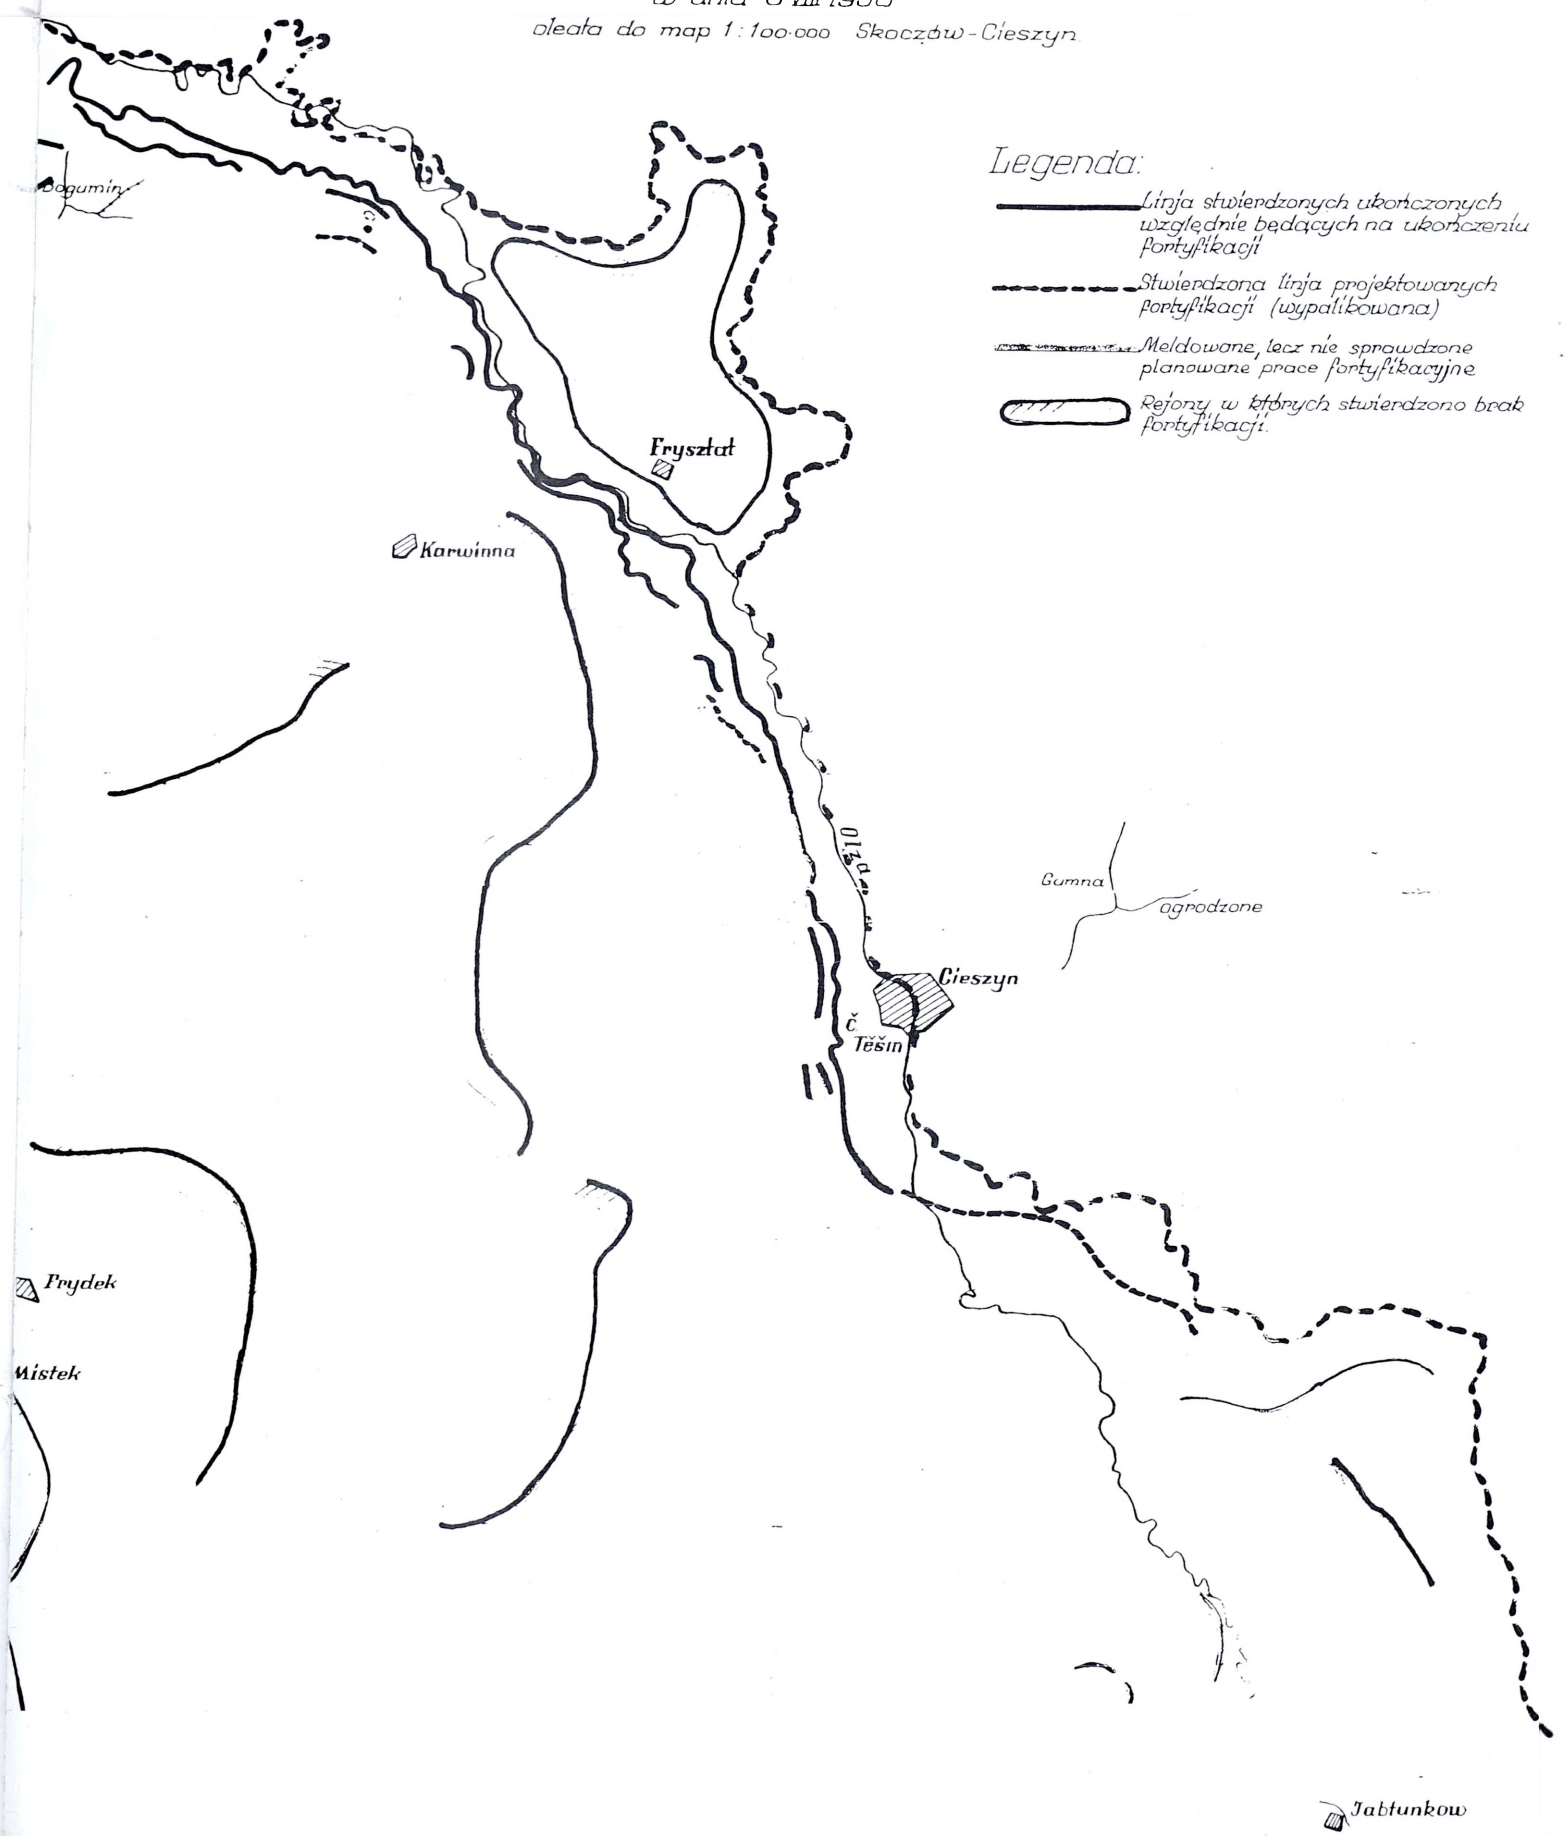 oleata do map 1:100.000 Skoczów-Cieszyn
Legenda:
Linja stwierdzonych ukończonych
względnie będących na ukończeniu
fortyfikacji
Stwierdzona linja projektowanych
fortyfikacji (wypalikowana)
Meldowane, lecz nie sprawdzone
planowane prace fortyfikacyjne
Rejony w których stwierdzono brak
fortyfikacji.
Bogumin
Frysztat
Karwinna
Olza
Gumna
ogrodzone
Cieszyn
Č.
Těšin
Frydek
Mistek
Jabłunkow